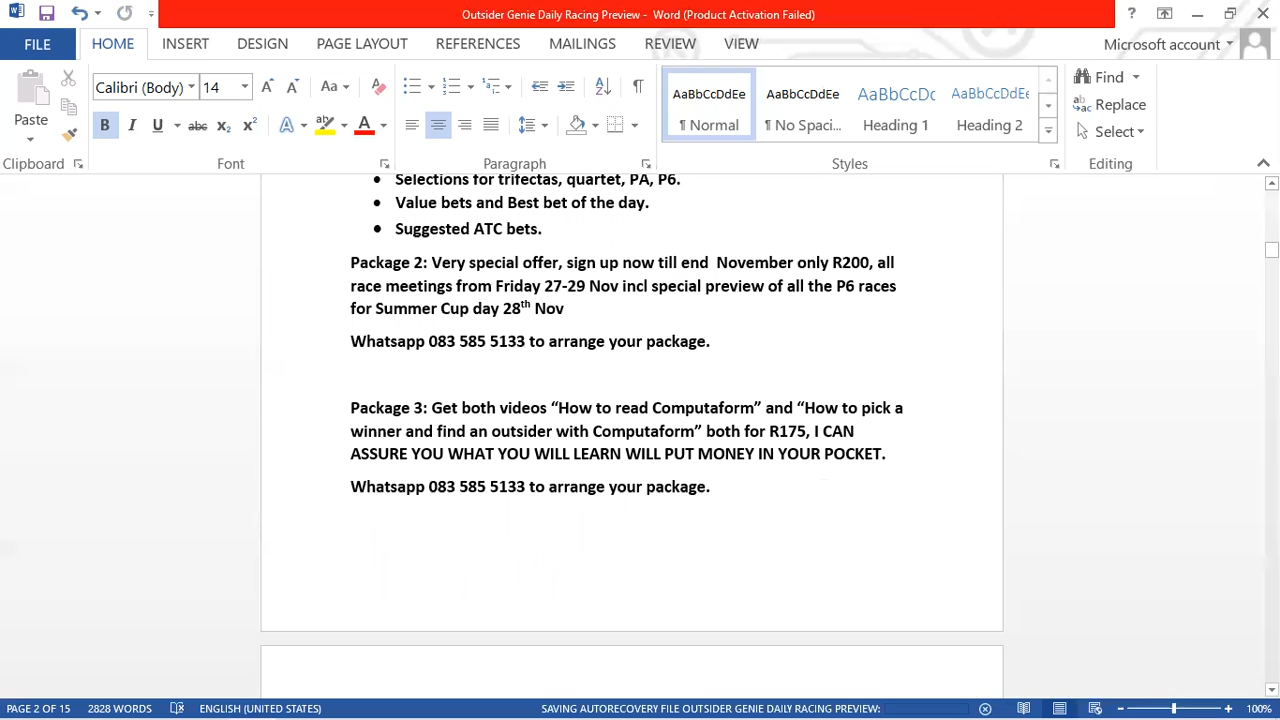 Outsider Genie Daily Racing Preview - Word (Product Activation Failed)
FILE HOME INSERT DESIGN PAGE LAYOUT REFERENCES MAILINGS REVIEW VIEW Microsoft account
Paste
Clipboard
Calibri (Body) 14
Font
Paragraph
AaBbCcDdEe AaBbCcDdEe AaBbCcDc AaBbCcDdEe
¶ Normal ¶ No Spaci... Heading 1 Heading 2
Styles
Find
Replace
Select
Editing
• Selections for trifectas, quartet, PA, P6.
• Value bets and Best bet of the day.
• Suggested ATC bets.
Package 2: Very special offer, sign up now till end November only R200, all
race meetings from Friday 27-29 Nov incl special preview of all the P6 races
for Summer Cup day 28th Nov
Whatsapp 083 585 5133 to arrange your package.
Package 3: Get both videos “How to read Computaform” and “How to pick a
winner and find an outsider with Computaform” both for R175, I CAN
ASSURE YOU WHAT YOU WILL LEARN WILL PUT MONEY IN YOUR POCKET.
Whatsapp 083 585 5133 to arrange your package.
PAGE 2 OF 15 2828 WORDS ENGLISH (UNITED STATES) SAVING AUTORECOVERY FILE OUTSIDER GENIE DAILY RACING PREVIEW: 100%